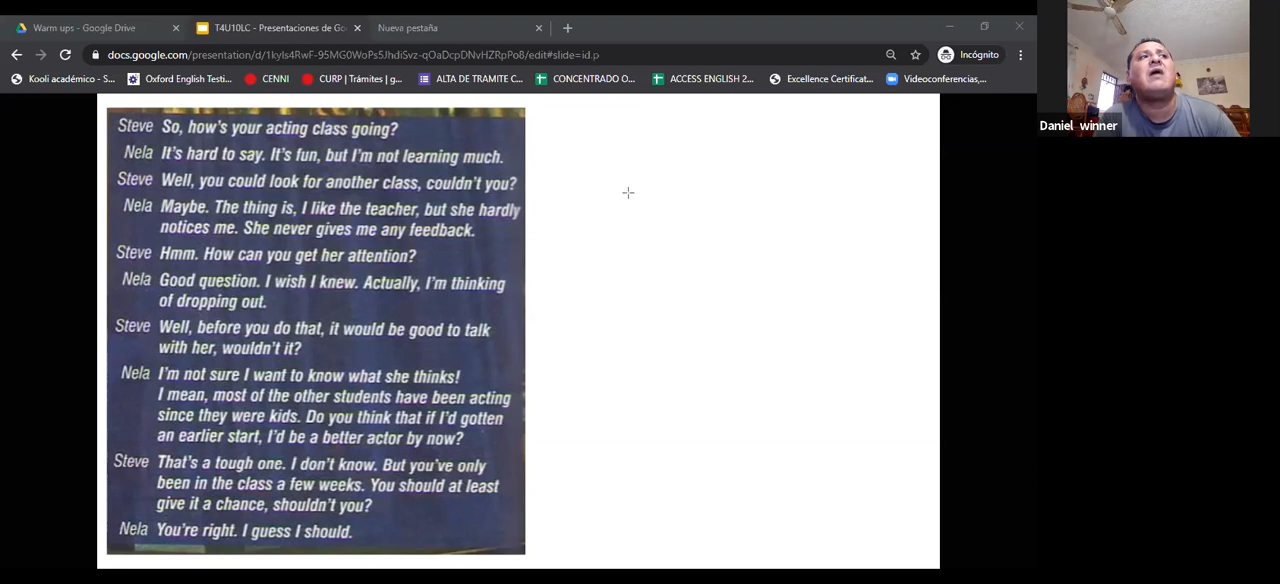 Warm ups - Google Drive
T4U10LC - Presentaciones de Go
Nueva pestaña
docs.google.com/presentation/d/1kyls4RwF-95MG0WoPs5JhdiSvz-qOaDcpDNvHZRpPo8/edit#slide=id.p
Incógnito
Kooli académico - S...
Oxford English Testi...
CENNI
CURP | Trámites | g...
ALTA DE TRAMITE C...
CONCENTRADO O...
ACCESS ENGLISH 2...
Excellence Certificat...
Videoconferencias,...
Daniel winner
Steve So, how's your acting class going?
Nela It's hard to say. It's fun, but I'm not learning much.
Steve Well, you could look for another class, couldn't you?
Nela Maybe. The thing is, I like the teacher, but she hardly
notices me. She never gives me any feedback.
Steve Hmm. How can you get her attention?
Nela Good question. I wish I knew. Actually, I'm thinking
of dropping out.
Steve Well, before you do that, it would be good to talk
with her, wouldn't it?
Nela I'm not sure I want to know what she thinks!
I mean, most of the other students have been acting
since they were kids. Do you think that if I'd gotten
an earlier start, I'd be a better actor by now?
Steve That's a tough one. I don't know. But you've only
been in the class a few weeks. You should at least
give it a chance, shouldn't you?
Nela You're right. I guess I should.